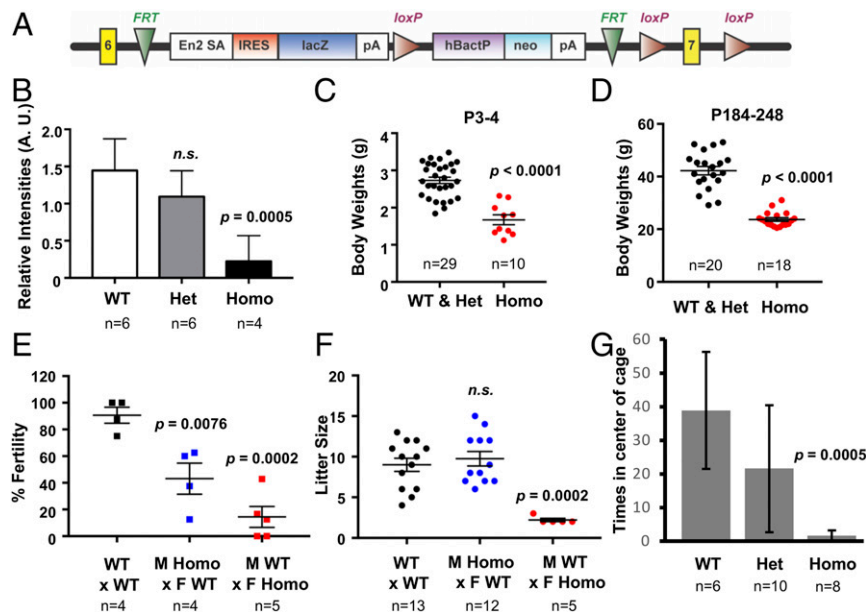 A
FRT
loxP
FRT
loxP
loxP
6
En2 SA
IRES
lacZ
pA
hBactP
neo
pA
7
B
Relative Intensities (A. U.)
2.0
1.5
1.0
0.5
0.0
n.s.
p = 0.0005
WT
Het
Homo
n=6
n=6
n=4
C
P3-4
Body Weights (g)
4
3
2
1
0
p < 0.0001
n=29
n=10
WT & Het
Homo
D
P184-248
Body Weights (g)
60
40
20
0
p < 0.0001
n=20
n=18
WT & Het
Homo
E
% Fertility
120
100
80
60
40
20
0
p = 0.0076
p = 0.0002
WT
x WT
M Homo
x F WT
M WT
x F Homo
n=4
n=4
n=5
F
Litter Size
20
15
10
5
0
n.s.
p = 0.0002
WT
x WT
M Homo
x F WT
M WT
x F Homo
n=13
n=12
n=5
G
Times in center of cage
60
50
40
30
20
10
0
p = 0.0005
WT
Het
Homo
n=6
n=10
n=8